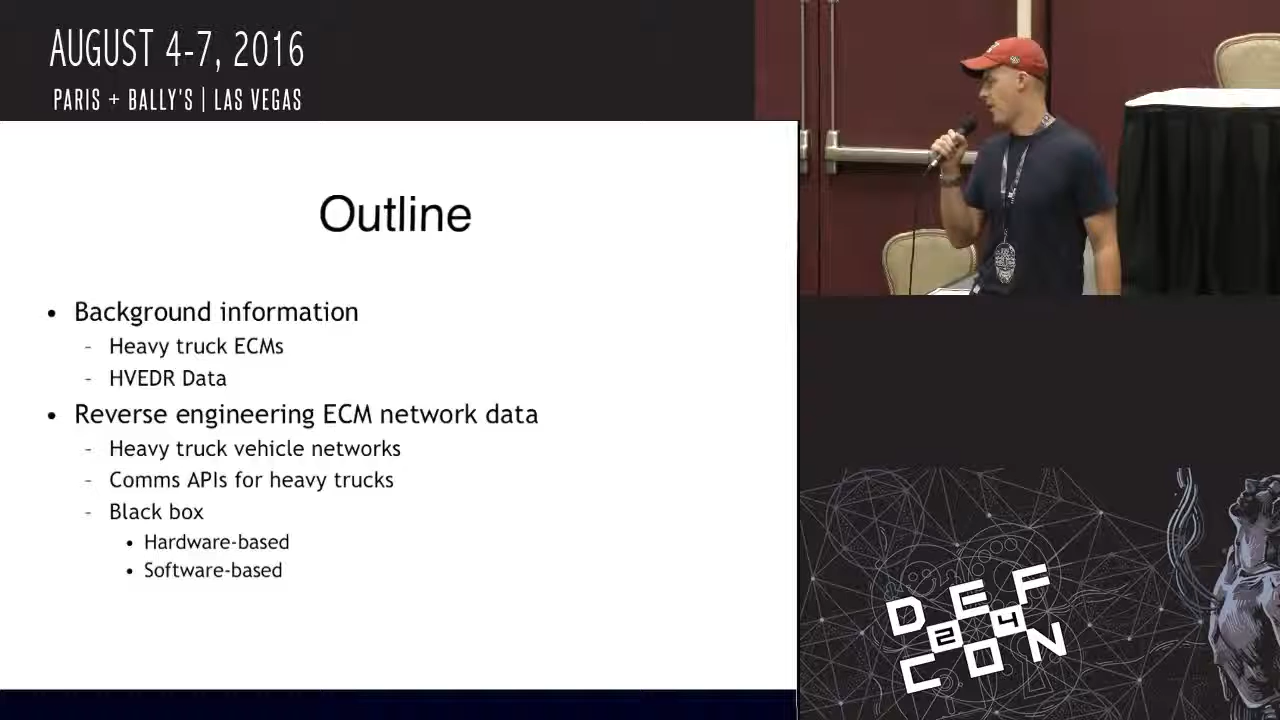 AUGUST 4-7, 2016
PARIS + BALLY'S | LAS VEGAS
Outline
• Background information
- Heavy truck ECMs
- HVEDR Data
• Reverse engineering ECM network data
- Heavy truck vehicle networks
- Comms APIs for heavy trucks
- Black box
• Hardware-based
• Software-based
DEF
24
CON